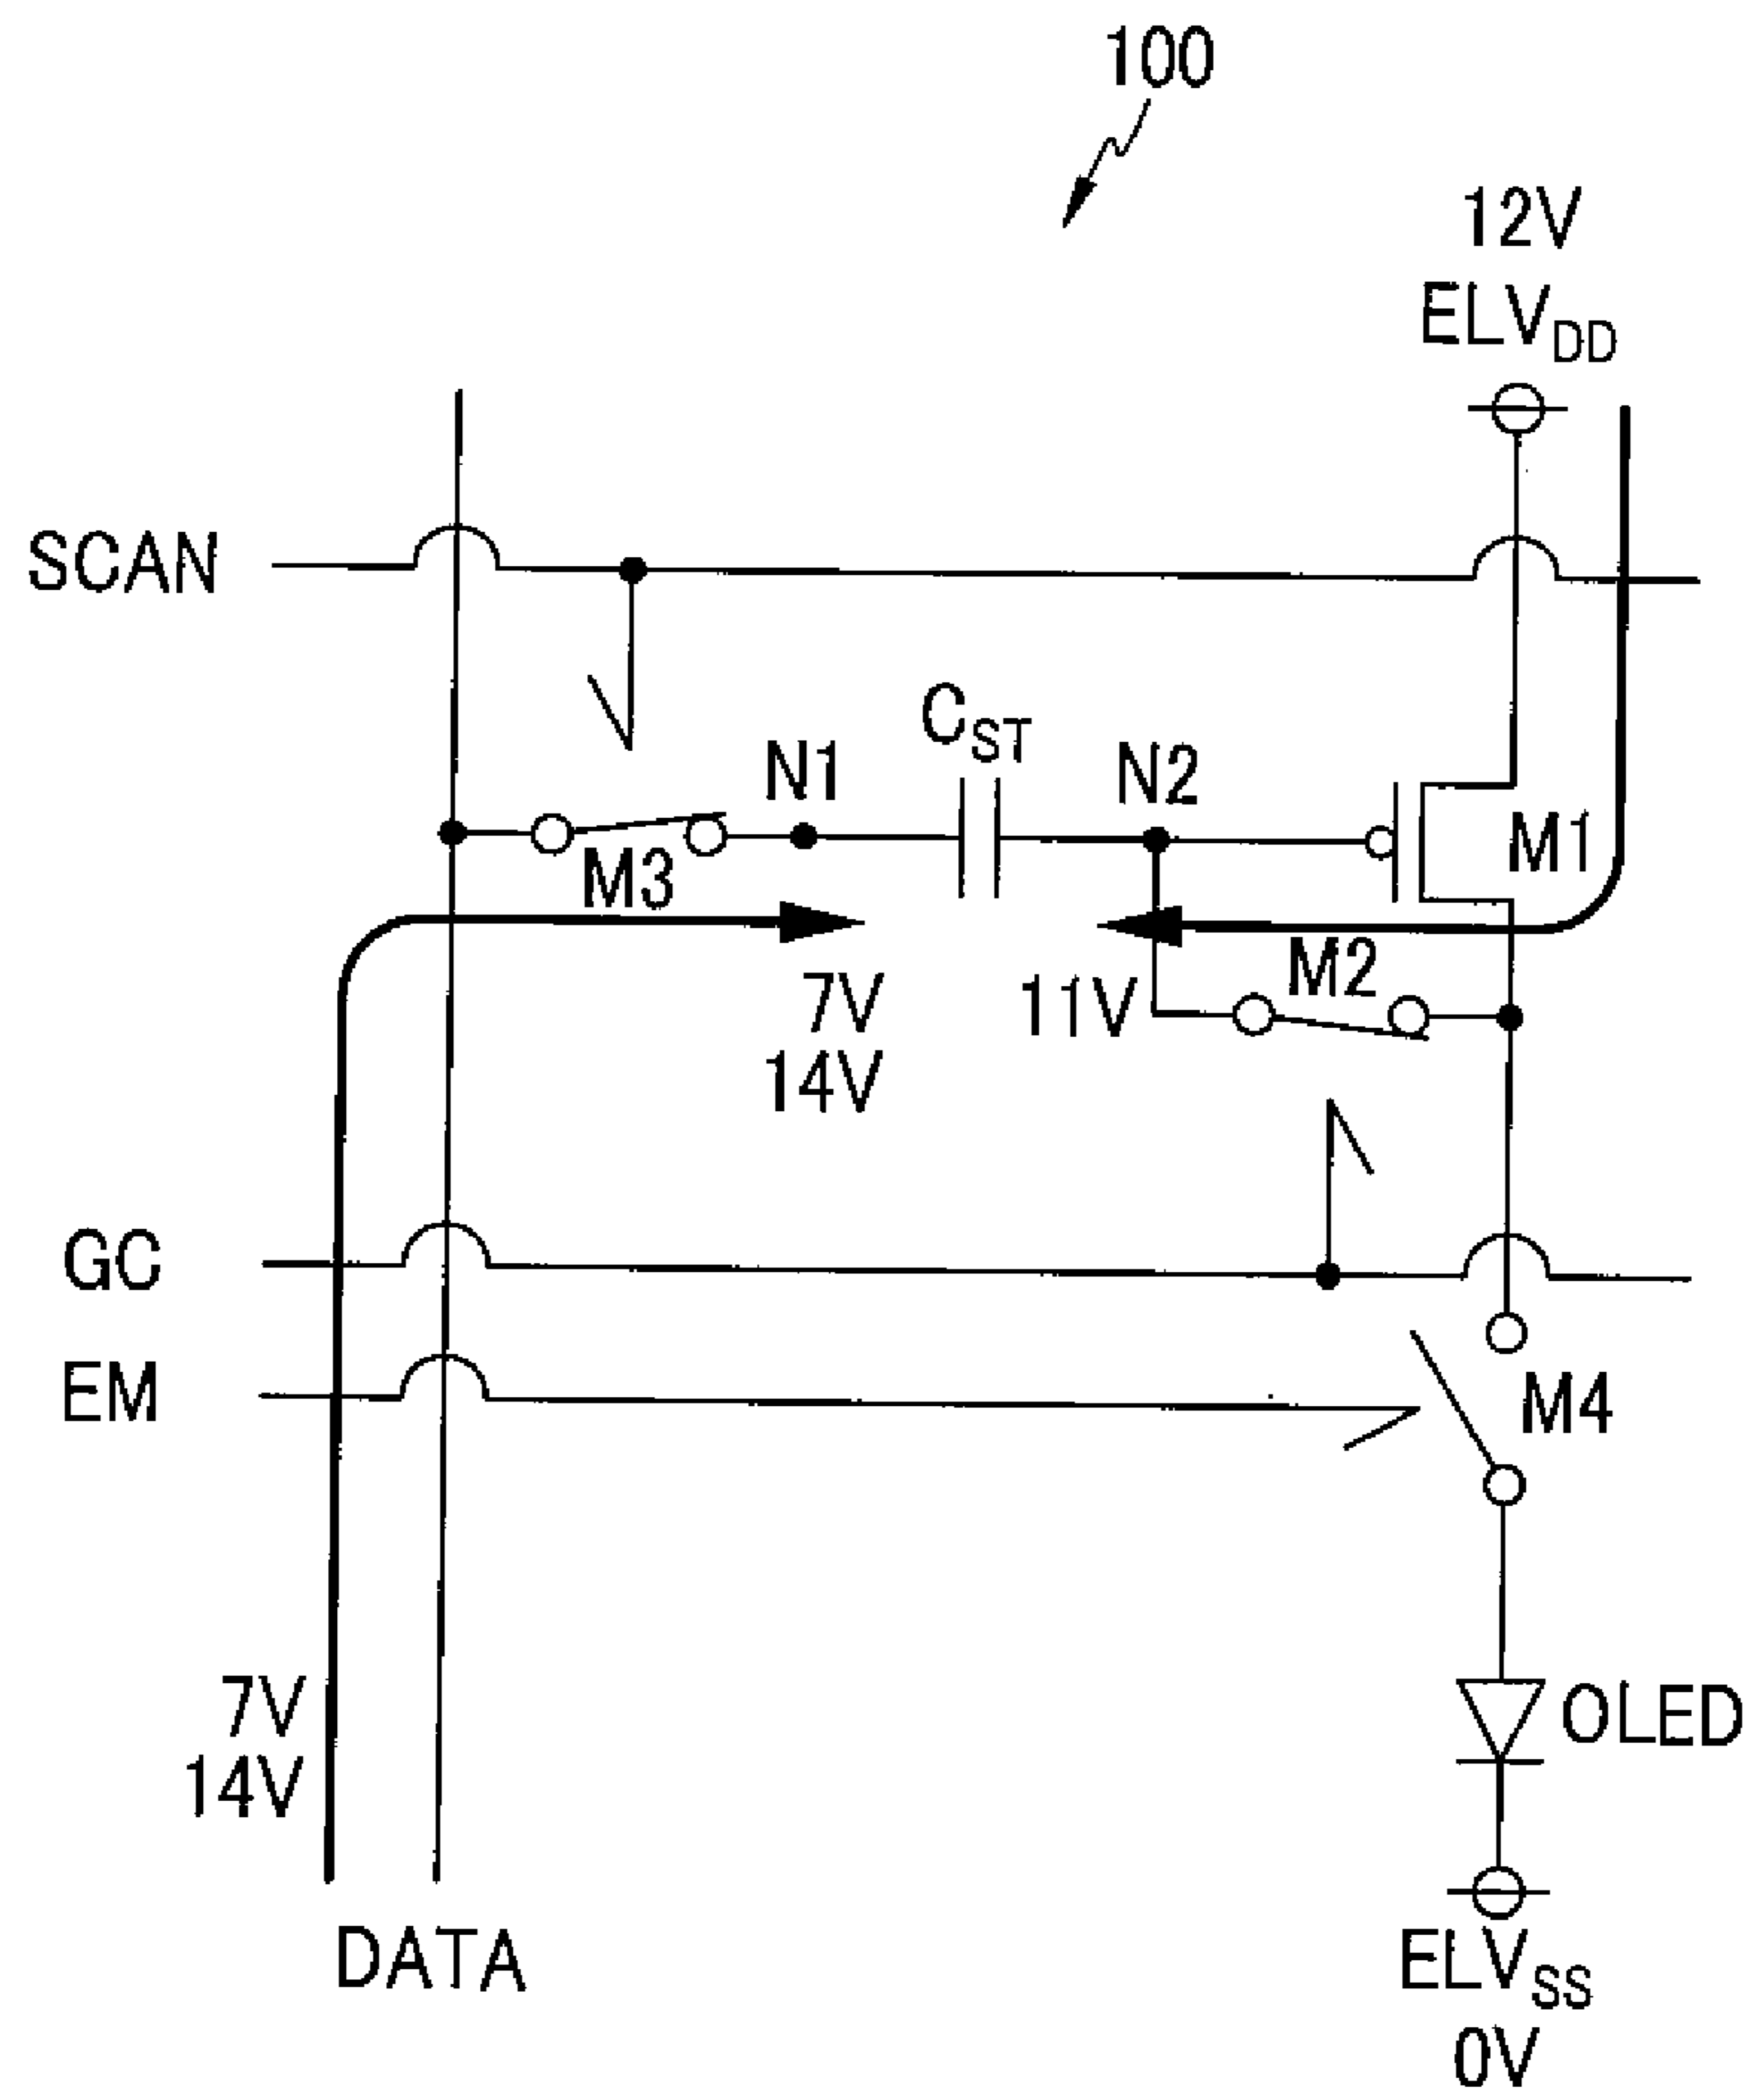 100
12V
ELVDD
SCAN
CST
N1
N2
M1
M3
M2
7V
11V
14V
GC
EM
M4
7V
14V
OLED
DATA
ELVSS
0V